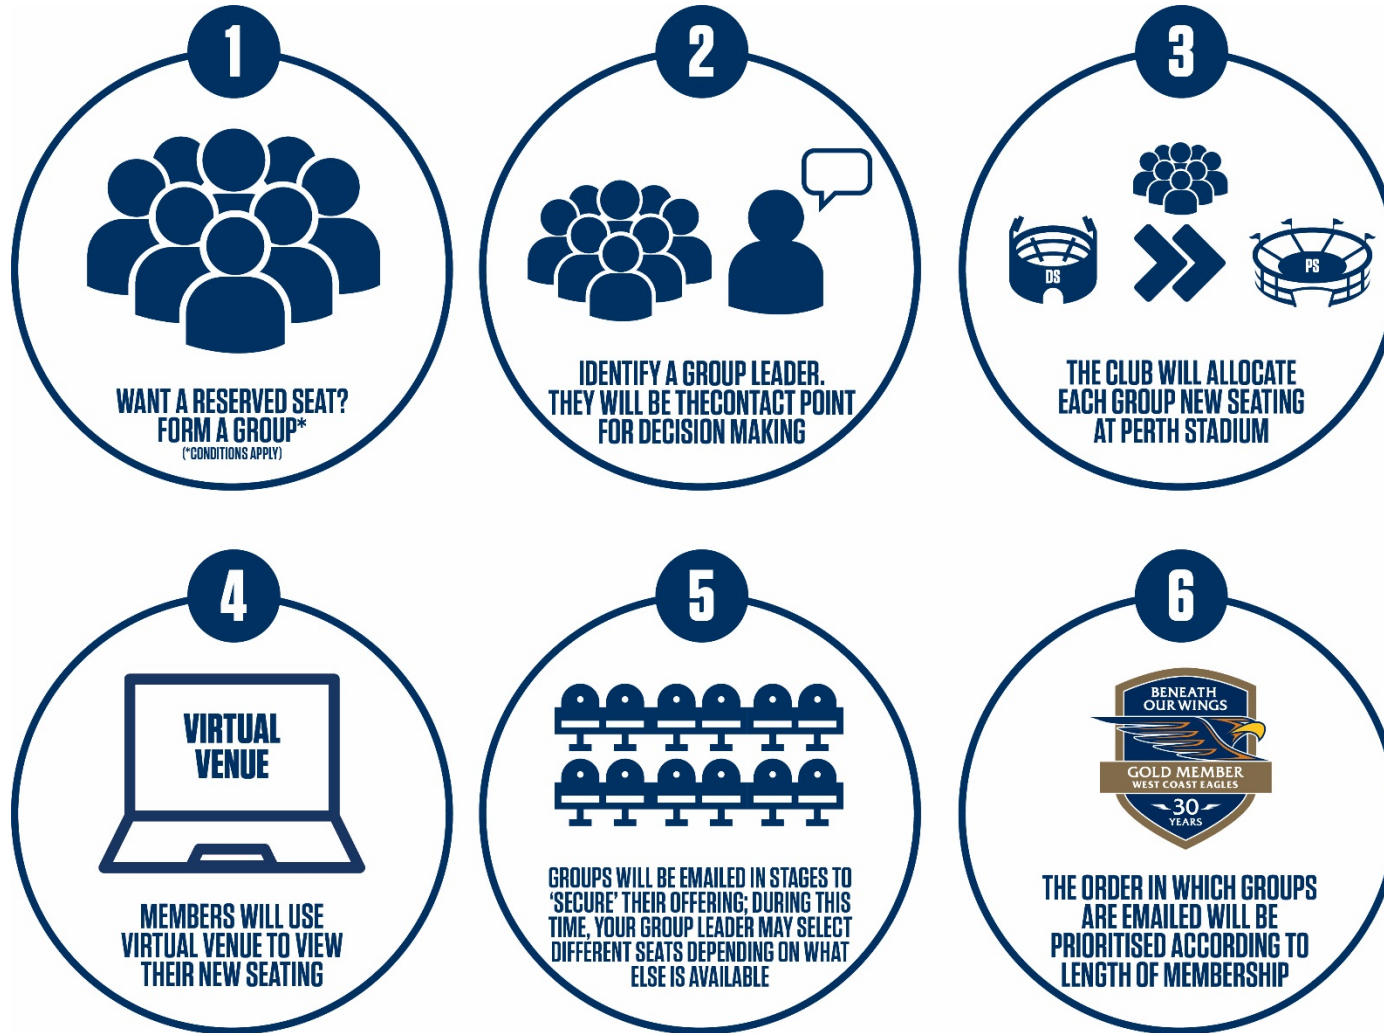 1
WANT A RESERVED SEAT?
FORM A GROUP*
(*CONDITIONS APPLY)
2
IDENTIFY A GROUP LEADER.
THEY WILL BE THECONTACT POINT
FOR DECISION MAKING
3
DS
PS
THE CLUB WILL ALLOCATE
EACH GROUP NEW SEATING
AT PERTH STADIUM
4
VIRTUAL
VENUE
MEMBERS WILL USE
VIRTUAL VENUE TO VIEW
THEIR NEW SEATING
5
GROUPS WILL BE EMAILED IN STAGES TO
'SECURE' THEIR OFFERING; DURING THIS
TIME, YOUR GROUP LEADER MAY SELECT
DIFFERENT SEATS DEPENDING ON WHAT
ELSE IS AVAILABLE
6
BENEATH
OUR WINGS
GOLD MEMBER
WEST COAST EAGLES
30
YEARS
THE ORDER IN WHICH GROUPS
ARE EMAILED WILL BE
PRIORITISED ACCORDING TO
LENGTH OF MEMBERSHIP